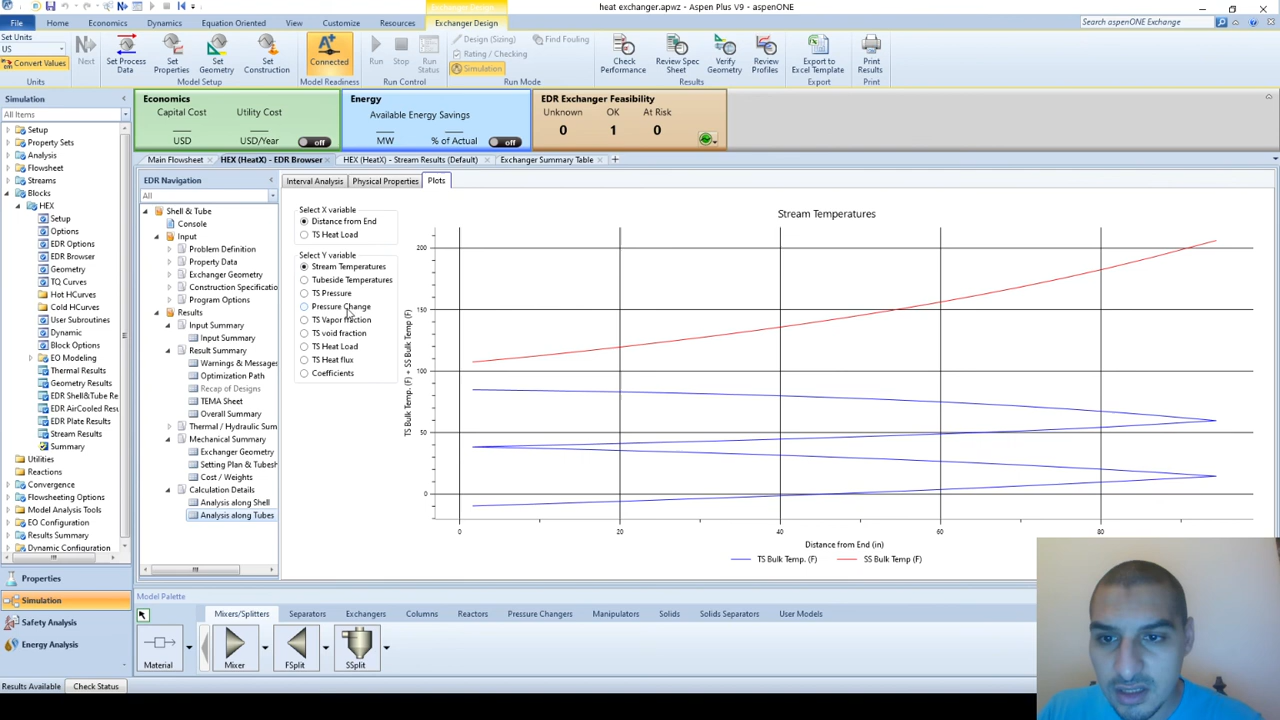 Exchanger Design
heat exchanger.apwz - Aspen Plus V9 - aspenONE
File Home Economics Dynamics Equation Oriented View Customize Resources Exchanger Design
Search aspenONE Exchange
Set Units
US
Convert Values
Units
Next
Set Process Data
Set Properties
Set Geometry
Set Construction
Model Setup
Connected
Model Readiness
Run
Stop
Run Status
Run Control
Design (Sizing)
Find Fouling
Rating / Checking
Simulation
Run Mode
Check Performance
Review Spec Sheet
Verify Geometry
Review Profiles
Results
Export to Excel Template
Export
Print Results
Print
Simulation
All Items
Setup
Property Sets
Analysis
Flowsheet
Streams
Blocks
HEX
Setup
Options
EDR Options
EDR Browser
Geometry
TQ Curves
Hot HCurves
Cold HCurves
User Subroutines
Dynamic
Block Options
EO Modeling
Thermal Results
Geometry Results
EDR Shell&Tube Re
EDR AirCooled Resu
EDR Plate Results
Stream Results
Summary
Utilities
Reactions
Convergence
Flowsheeting Options
Model Analysis Tools
EO Configuration
Results Summary
Dynamic Configuration
Properties
Simulation
Safety Analysis
Energy Analysis
Results Available Check Status
Economics
Capital Cost Utility Cost
USD USD/Year off
Energy
Available Energy Savings
MW % of Actual off
EDR Exchanger Feasibility
Unknown OK At Risk
0 1 0
Main Flowsheet HEX (HeatX) - EDR Browser HEX (HeatX) - Stream Results (Default) Exchanger Summary Table
EDR Navigation
All
Shell & Tube
Console
Input
Problem Definition
Property Data
Exchanger Geometry
Construction Specificatio
Program Options
Results
Input Summary
Input Summary
Result Summary
Warnings & Messages
Optimization Path
Recap of Designs
TEMA Sheet
Overall Summary
Thermal / Hydraulic Sum
Mechanical Summary
Exchanger Geometry
Setting Plan & Tubesh
Cost / Weights
Calculation Details
Analysis along Shell
Analysis along Tubes
Interval Analysis Physical Properties Plots
Select X variable
Distance from End
TS Heat Load
Select Y variable
Stream Temperatures
Tubeside Temperatures
TS Pressure
Pressure Change
TS Vapor fraction
TS void fraction
TS Heat Load
TS Heat flux
Coefficients
Stream Temperatures
TS Bulk Temp. (F) + SS Bulk Temp (F)
200
150
100
50
0
0 20 40 60 80
Distance from End (in)
TS Bulk Temp. (F) SS Bulk Temp (F)
Model Palette
Mixers/Splitters Separators Exchangers Columns Reactors Pressure Changers Manipulators Solids Solids Separators User Models
Material Mixer FSplit SSplit